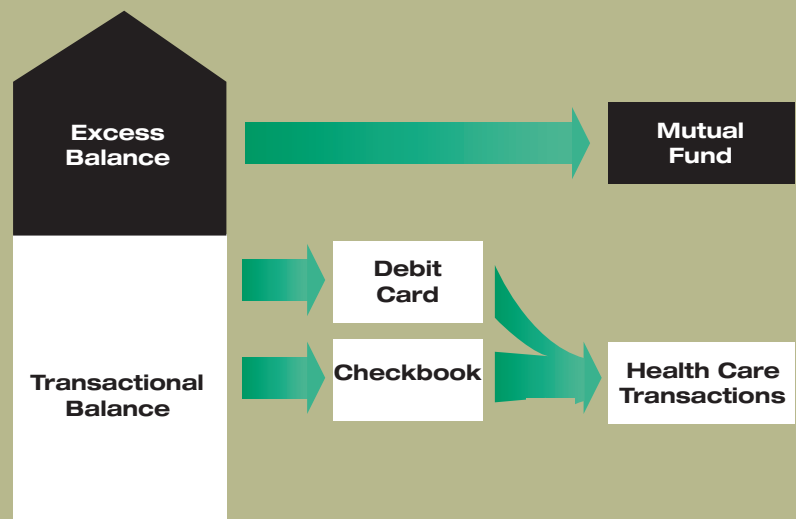 Excess
Balance
Mutual
Fund
Debit
Card
Checkbook
Transactional
Balance
Health Care
Transactions